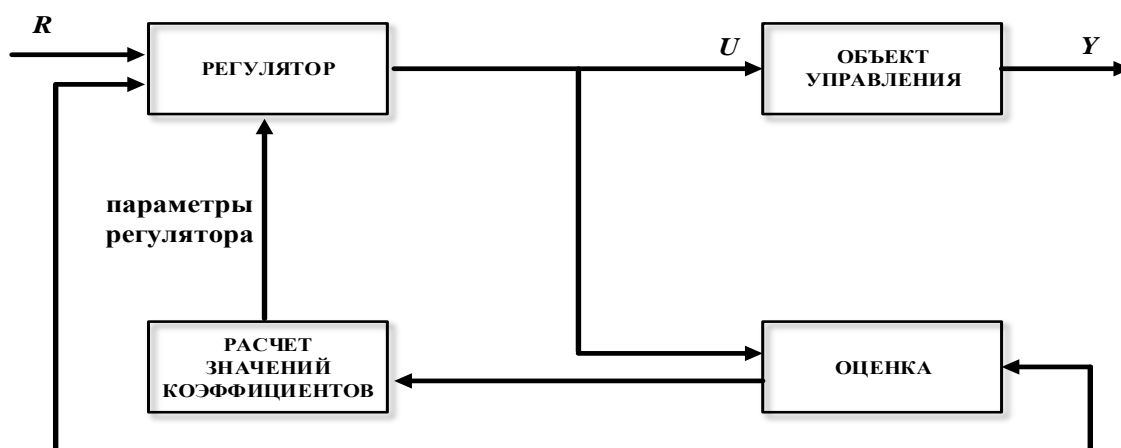 R
РЕГУЛЯТОР
U
ОБЪЕКТ
УПРАВЛЕНИЯ
Y
параметры
регулятора
РАСЧЕТ
ЗНАЧЕНИЙ
КОЭФФИЦИЕНТОВ
ОЦЕНКА